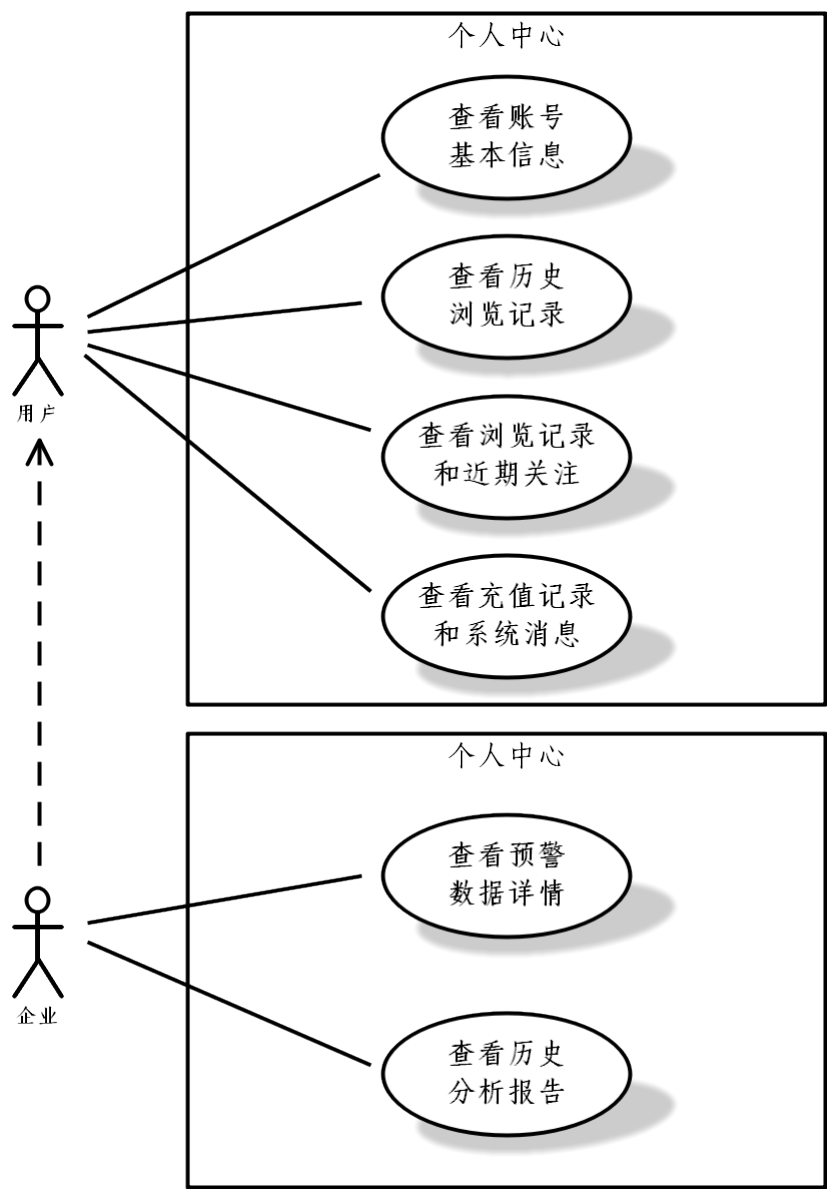 个人中心
查看账号
基本信息
查看历史
浏览记录
用户
查看浏览记录
和近期关注
查看充值记录
和系统消息
个人中心
查看预警
数据详情
企业
查看历史
分析报告